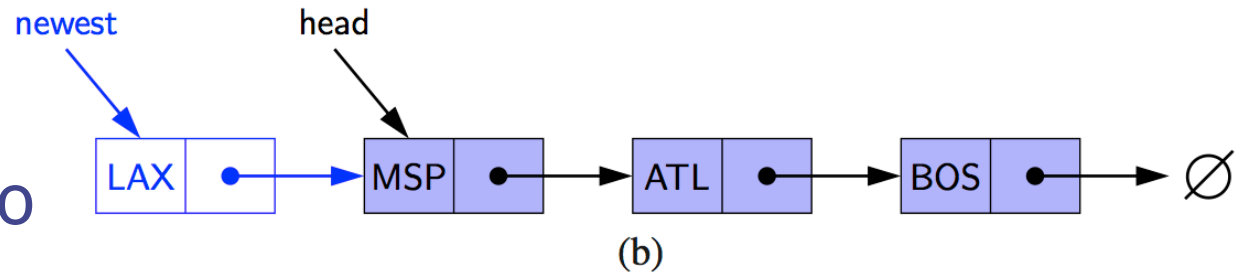 newest head
LAX MSP ATL BOS ∅
o
(b)